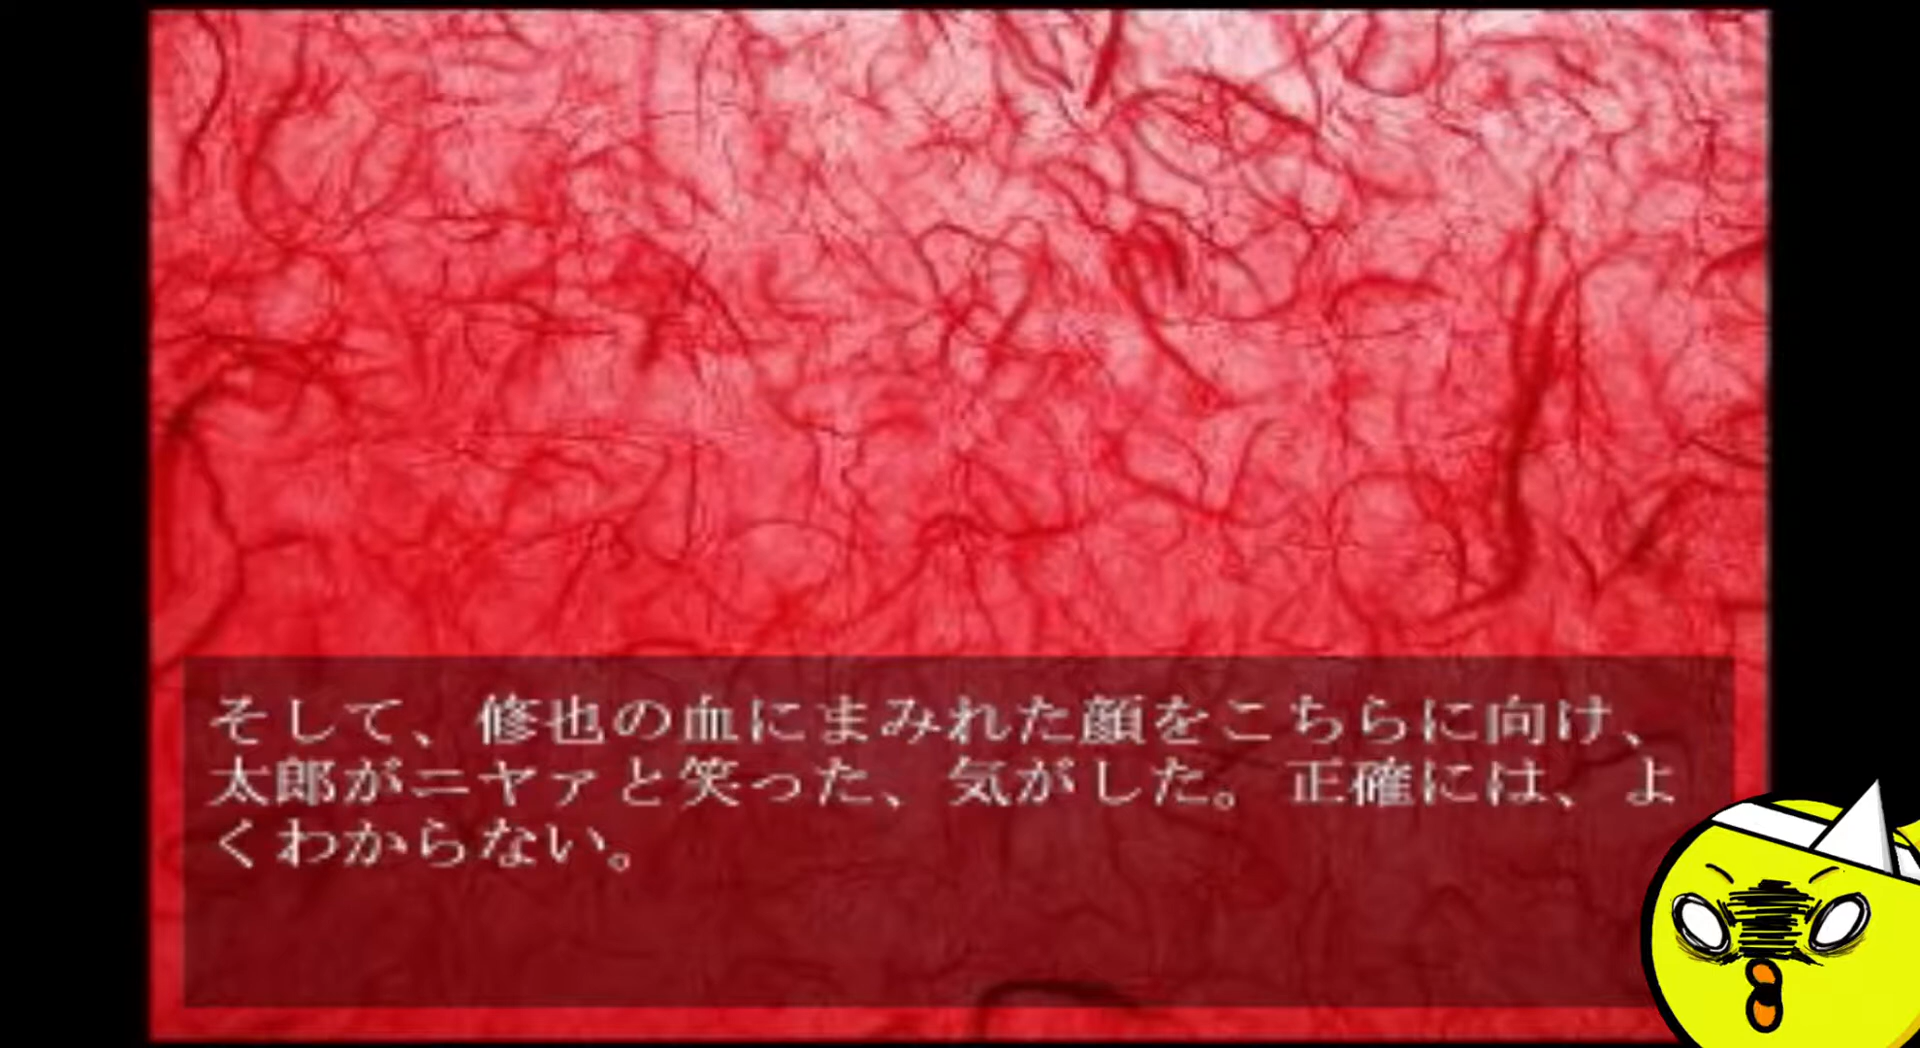 そして、修也の血にまみれた顔をこちらに向け、
太郎がニヤァと笑った、気がした。正確には、よ
くわからない。